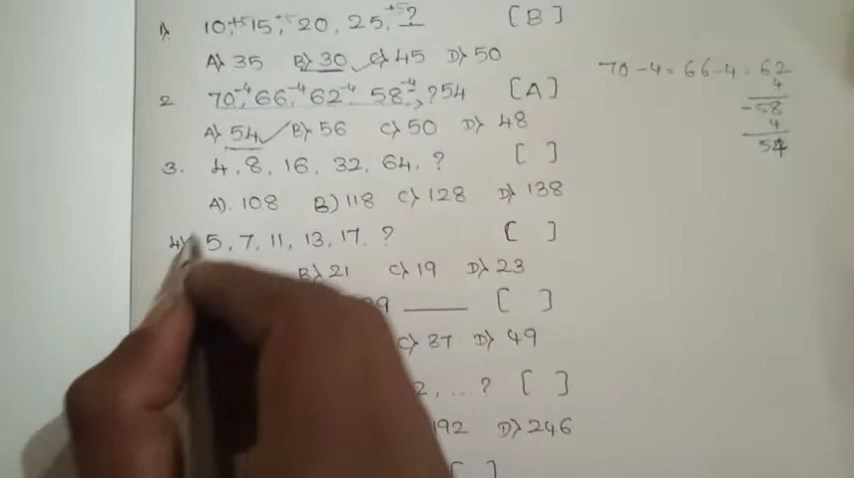 1) 10,+5 15,+5 20, 25,+5 ? [B]
A) 35 B) 30 C) 45 D) 50
2 70,-4 66,-4 62-4 58-4, ? 54 [A]
A) 54 B) 56 C) 50 D) 48
3. 4, 8, 16, 32, 64, ? [ ]
A). 108 B) 118 C) 128 D) 138
4) 5, 7, 11, 13, 17, ? [ ]
B) 21 C) 19 D) 23
[ ]
C) 37 D) 49
2, ...? [ ]
192 D) 246
[ ]
70 - 4 = 66 - 4 = 62
4
- 58
4
54